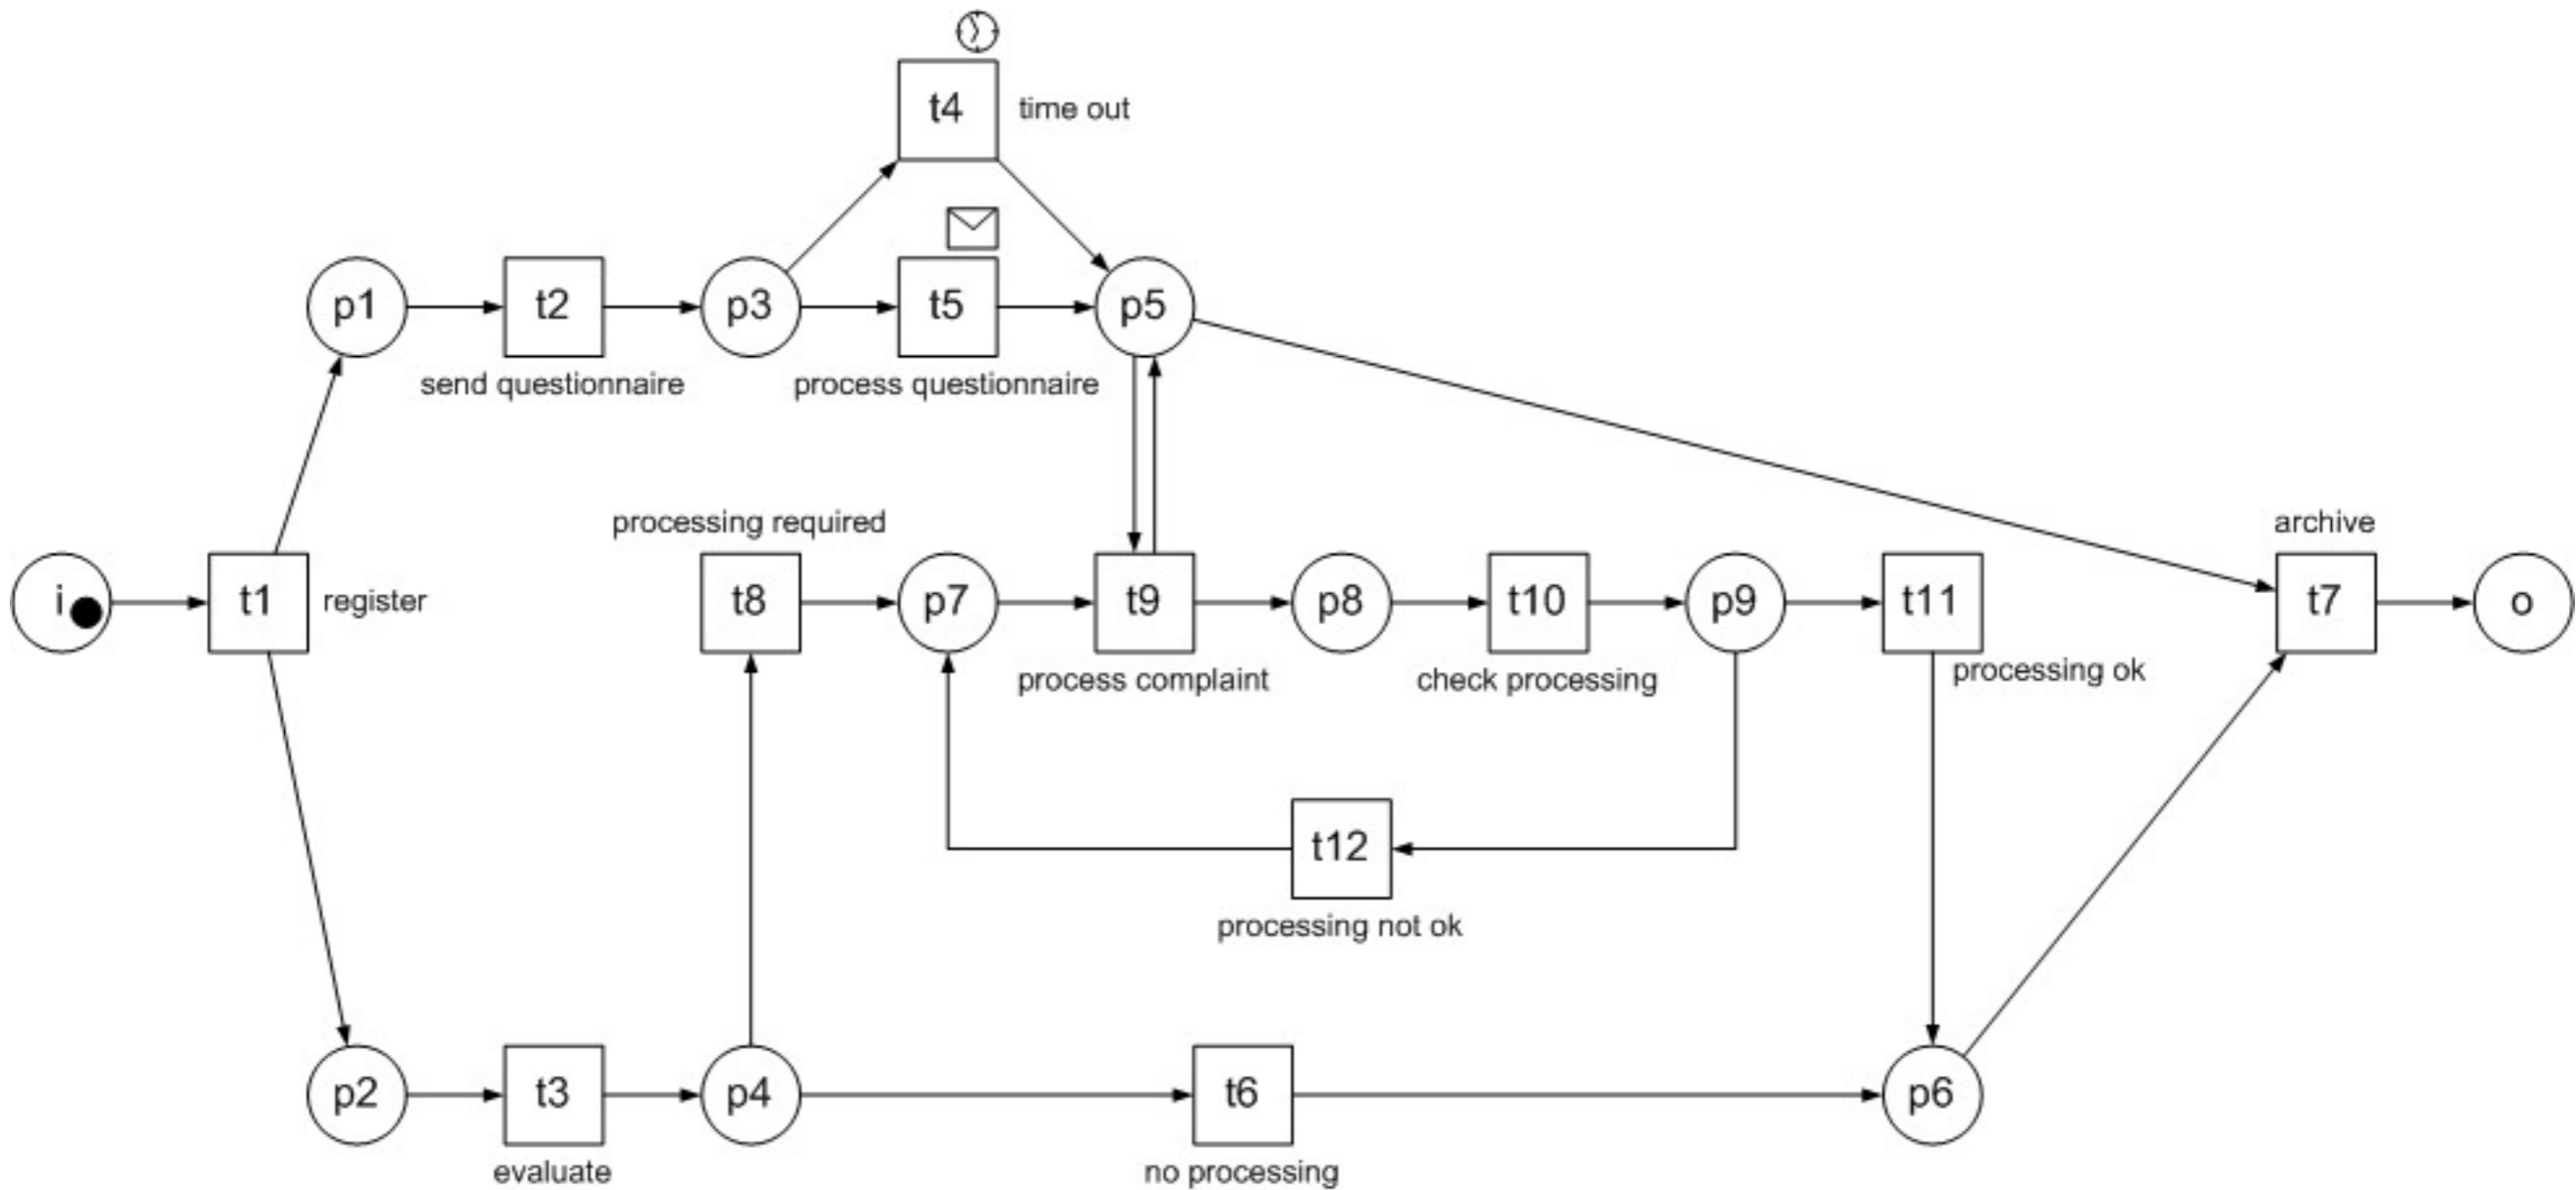 t4
time out
p1
t2
p3
t5
p5
send questionnaire
process questionnaire
processing required
archive
i
t1
register
t8
p7
t9
p8
t10
p9
t11
t7
o
process complaint
check processing
processing ok
t12
processing not ok
p2
t3
p4
t6
p6
evaluate
no processing